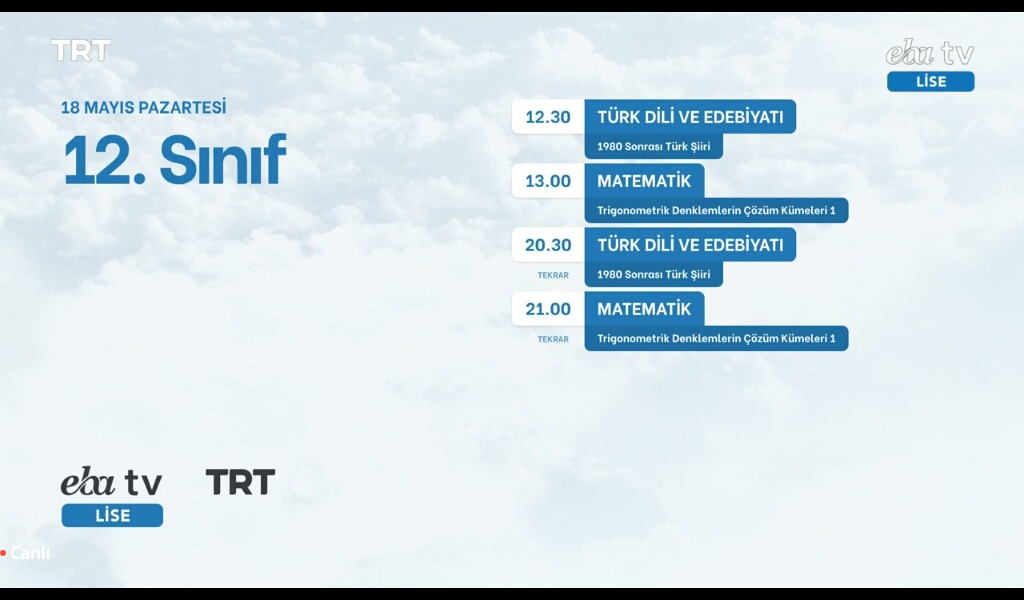 TRT
eba tv
LİSE
18 MAYIS PAZARTESİ
12. Sınıf
12.30 TÜRK DİLİ VE EDEBİYATI
1980 Sonrası Türk Şiiri
13.00 MATEMATİK
Trigonometrik Denklemlerin Çözüm Kümeleri 1
20.30 TÜRK DİLİ VE EDEBİYATI
TEKRAR 1980 Sonrası Türk Şiiri
21.00 MATEMATİK
TEKRAR Trigonometrik Denklemlerin Çözüm Kümeleri 1
eba tv TRT
LİSE
Canlı